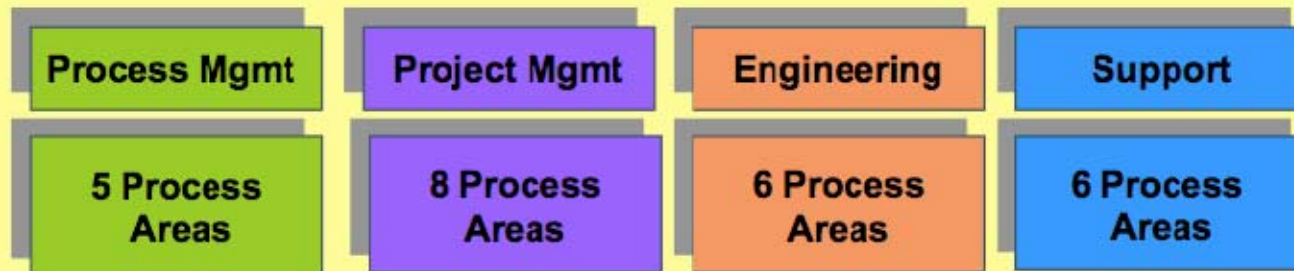 Process Mgmt
Project Mgmt
Engineering
Support
5 Process
Areas
8 Process
Areas
6 Process
Areas
6 Process
Areas